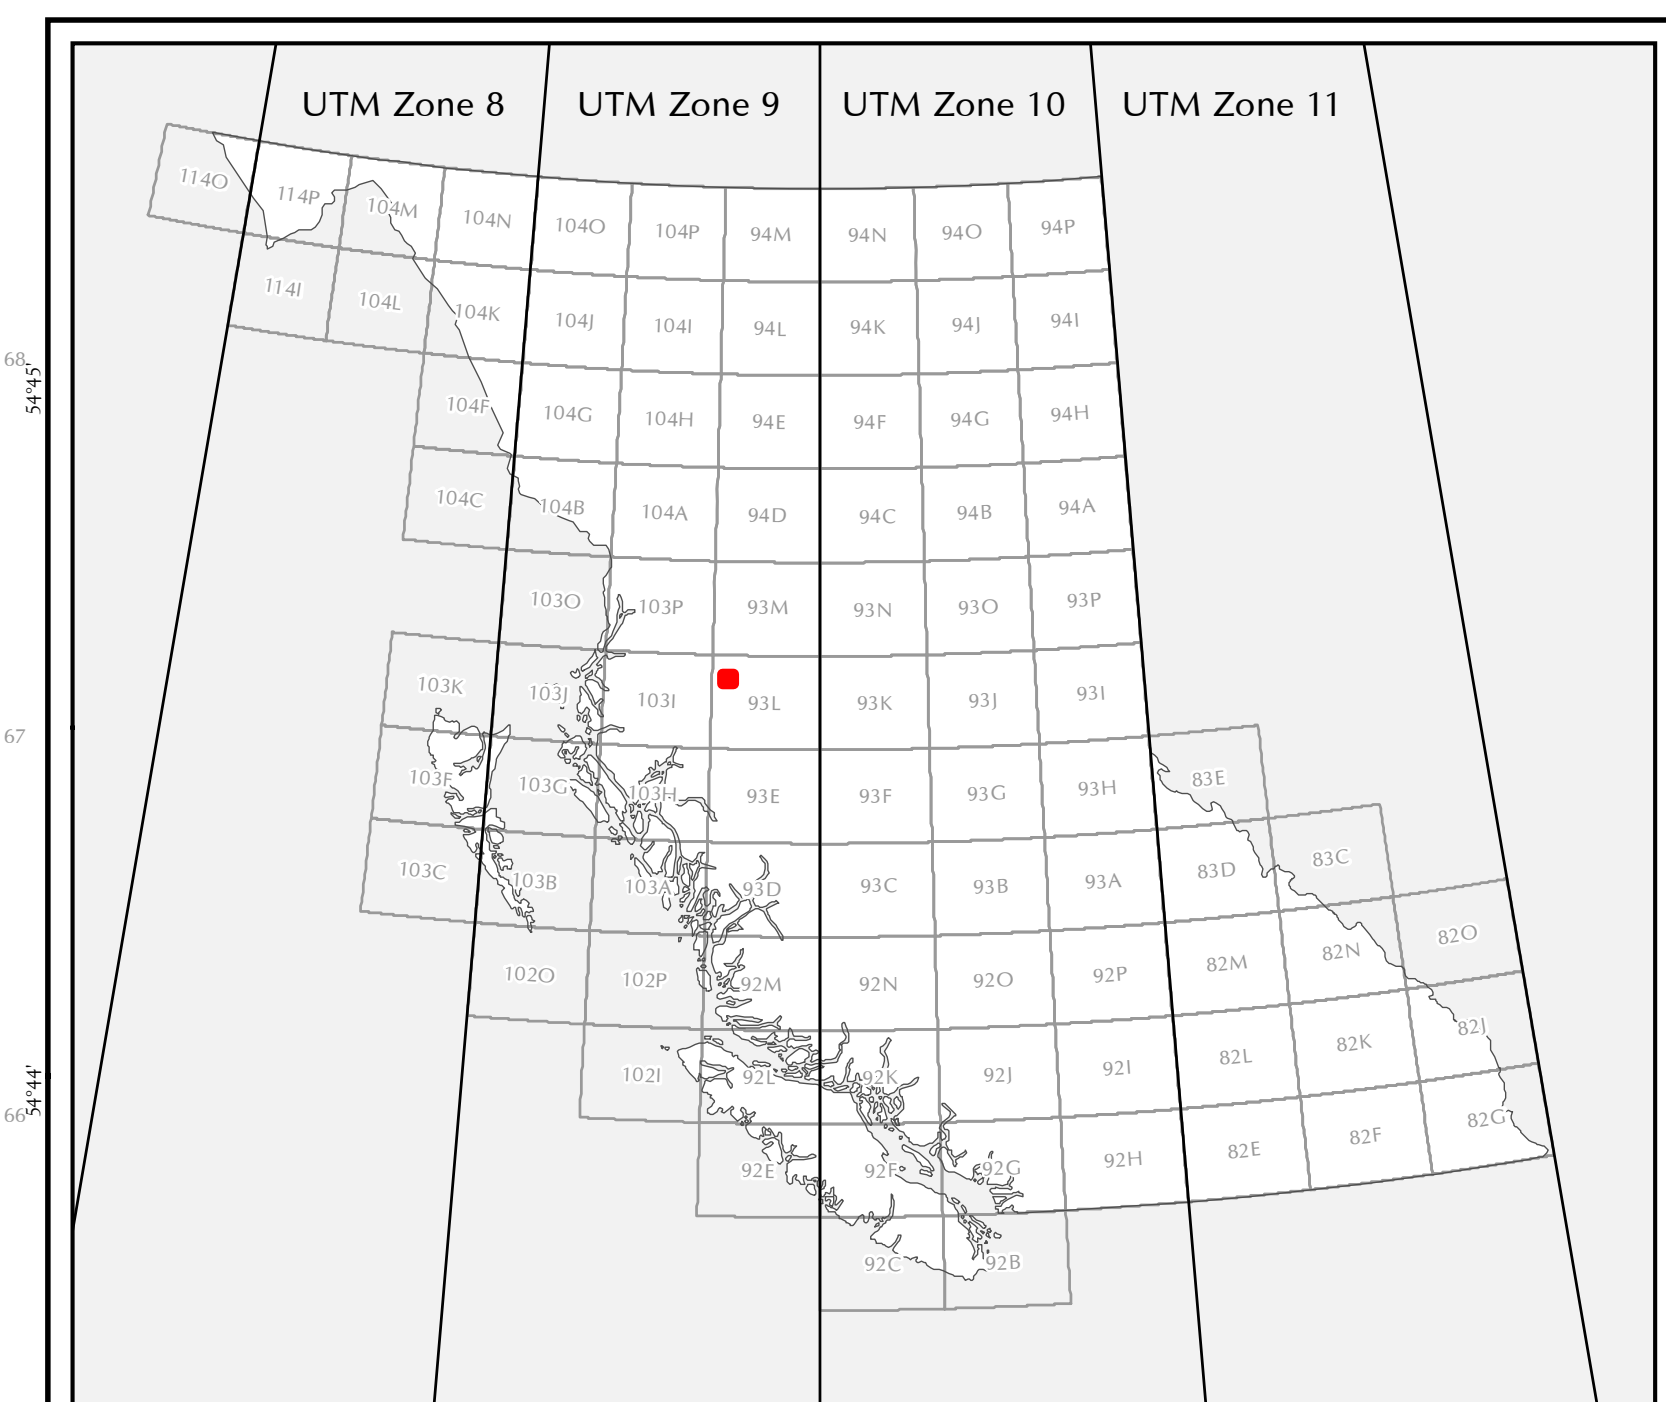 UTM Zone 8 UTM Zone 9 UTM Zone 10 UTM Zone 11
114O 114P 104M 104N 104O 104P 94M 94N 94O 94P
114I 104L 104K 104J 104I 94L 94K 94J 94I
68
54°45'
104F 104G 104H 94E 94F 94G 94H
104C 104B 104A 94D 94C 94B 94A
103O 103P 93M 93N 93O 93P
103K 103J 103I 93L 93K 93J 93I
67
103F 103G 103H 93E 93F 93G 93H 83E
103C 103B 103A 93D 93C 93B 93A 83D 83C
102O 102P 92M 92N 92O 92P 82M 82N 82O
102I 92L 92K 92J 92I 82L 82K 82J
66
54°44'
92E 92F 92G 92H 82E 82F 82G
92C 92B